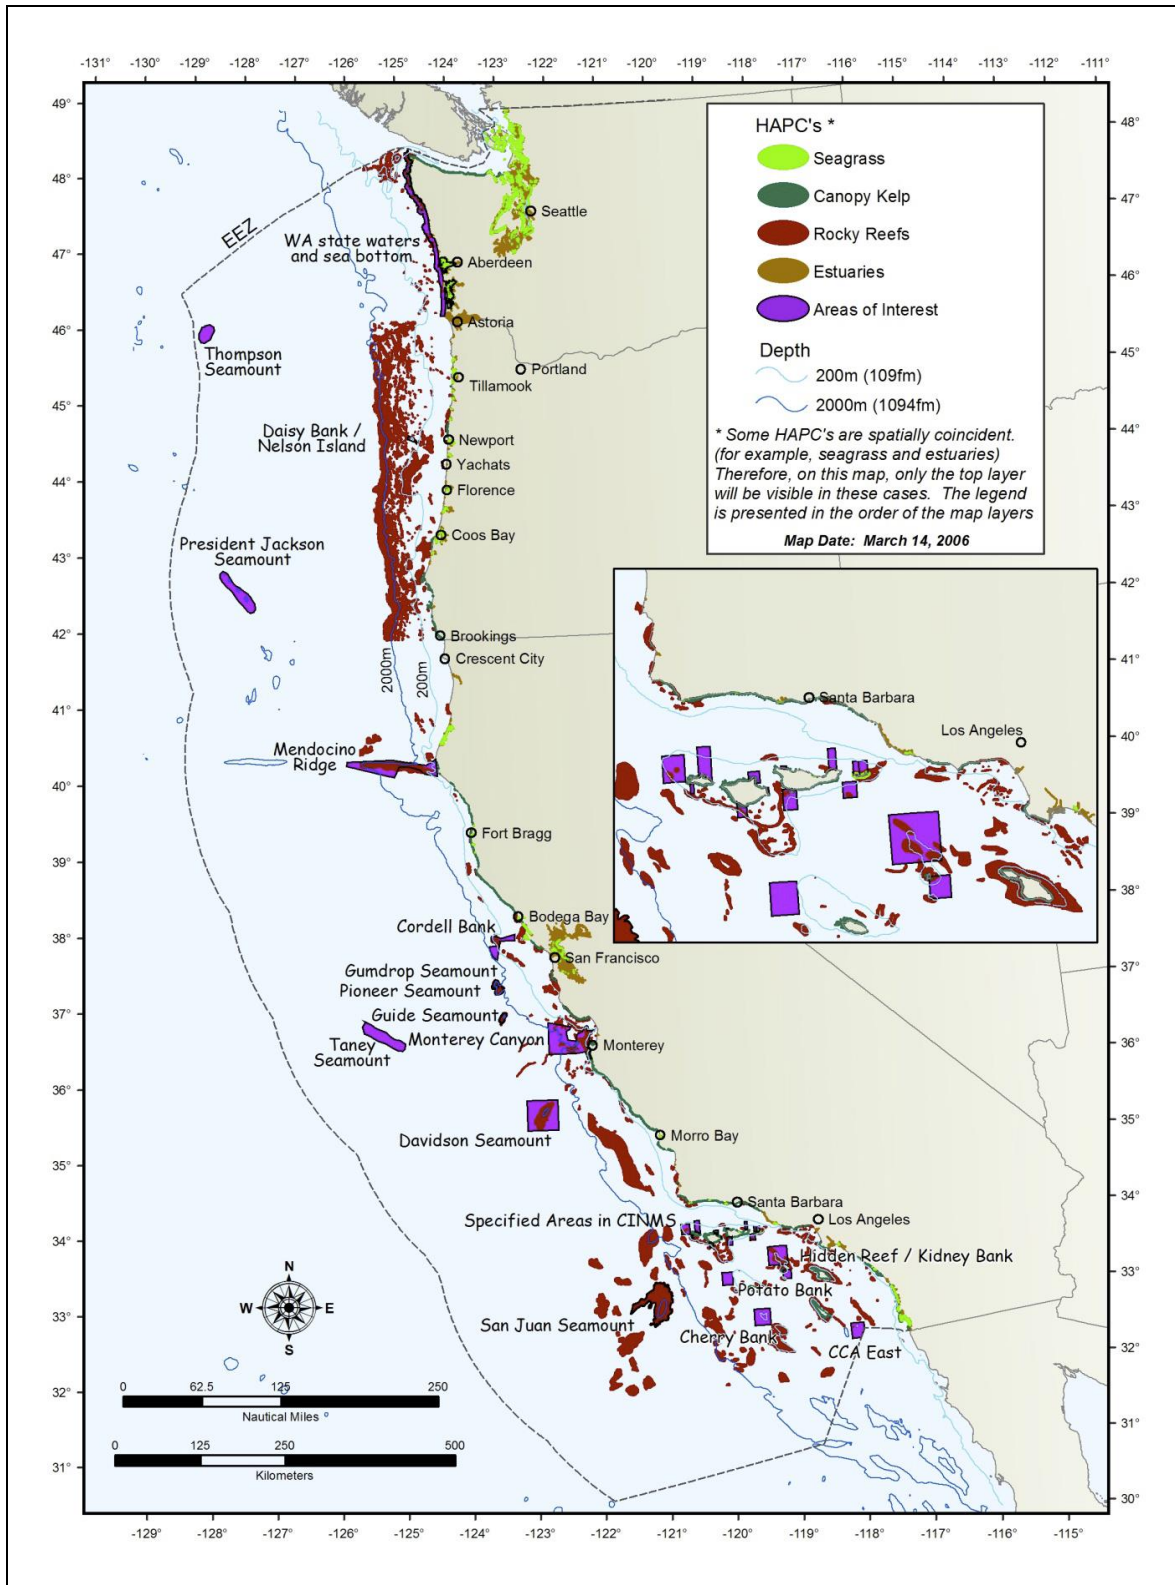 -131° -130° -129° -128° -127° -126° -125° -124° -123° -122° -121° -120° -119° -118° -117° -116° -115° -114° -113° -112° -111°
49°
48°
47°
46°
45°
44°
43°
42°
41°
40°
39°
38°
37°
36°
35°
34°
33°
32°
31°
48°
47°
46°
45°
44°
43°
42°
41°
40°
39°
38°
37°
36°
35°
34°
33°
32°
31°
30°
HAPC's *
Seagrass
Canopy Kelp
Rocky Reefs
Estuaries
Areas of Interest
Depth
200m (109fm)
2000m (1094fm)
* Some HAPC's are spatially coincident.
(for example, seagrass and estuaries)
Therefore, on this map, only the top layer
will be visible in these cases. The legend
is presented in the order of the map layers
Map Date: March 14, 2006
EEZ
Seattle
WA state waters
and sea bottom
Aberdeen
Astoria
Thompson
Seamount
Portland
Tillamook
Daisy Bank /
Nelson Island
Newport
Yachats
Florence
Coos Bay
President Jackson
Seamount
Brookings
Crescent City
2000m
200m
Mendocino
Ridge
Fort Bragg
Bodega Bay
Cordell Bank
San Francisco
Gumdrop Seamount
Pioneer Seamount
Guide Seamount
Taney
Seamount
Monterey Canyon
Monterey
Davidson Seamount
Morro Bay
Santa Barbara
Los Angeles
Specified Areas in CINMS
Hidden Reef / Kidney Bank
Potato Bank
San Juan Seamount
Cherry Bank
CCA East
Santa Barbara
Los Angeles
N
W E
S
0 62.5 125 250
Nautical Miles
0 125 250 500
Kilometers
-129° -128° -127° -126° -125° -124° -123° -122° -121° -120° -119° -118° -117° -116° -115°